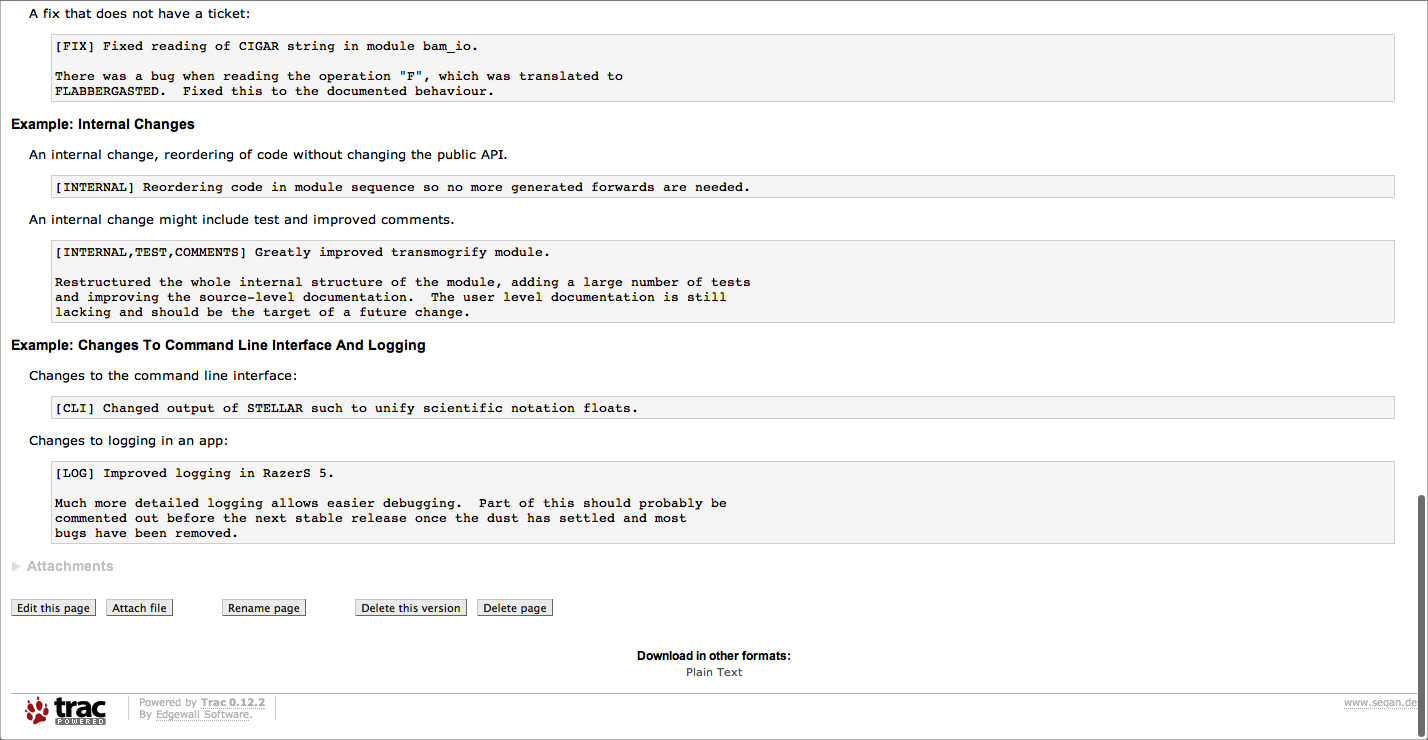 A fix that does not have a ticket:
[FIX] Fixed reading of CIGAR string in module bam_io.
There was a bug when reading the operation "F", which was translated to
FLABBERGASTED.  Fixed this to the documented behaviour.
Example: Internal Changes
An internal change, reordering of code without changing the public API.
[INTERNAL] Reordering code in module sequence so no more generated forwards are needed.
An internal change might include test and improved comments.
[INTERNAL,TEST,COMMENTS] Greatly improved transmogrify module.
Restructured the whole internal structure of the module, adding a large number of tests
and improving the source-level documentation.  The user level documentation is still
lacking and should be the target of a future change.
Example: Changes To Command Line Interface And Logging
Changes to the command line interface:
[CLI] Changed output of STELLAR such to unify scientific notation floats.
Changes to logging in an app:
[LOG] Improved logging in RazerS 5.
Much more detailed logging allows easier debugging.  Part of this should probably be
commented out before the next stable release once the dust has settled and most
bugs have been removed.
Attachments
Edit this page Attach file Rename page Delete this version Delete page
Download in other formats:
Plain Text
trac
POWERED
Powered by Trac 0.12.2
By Edgewall Software.
www.seqan.de